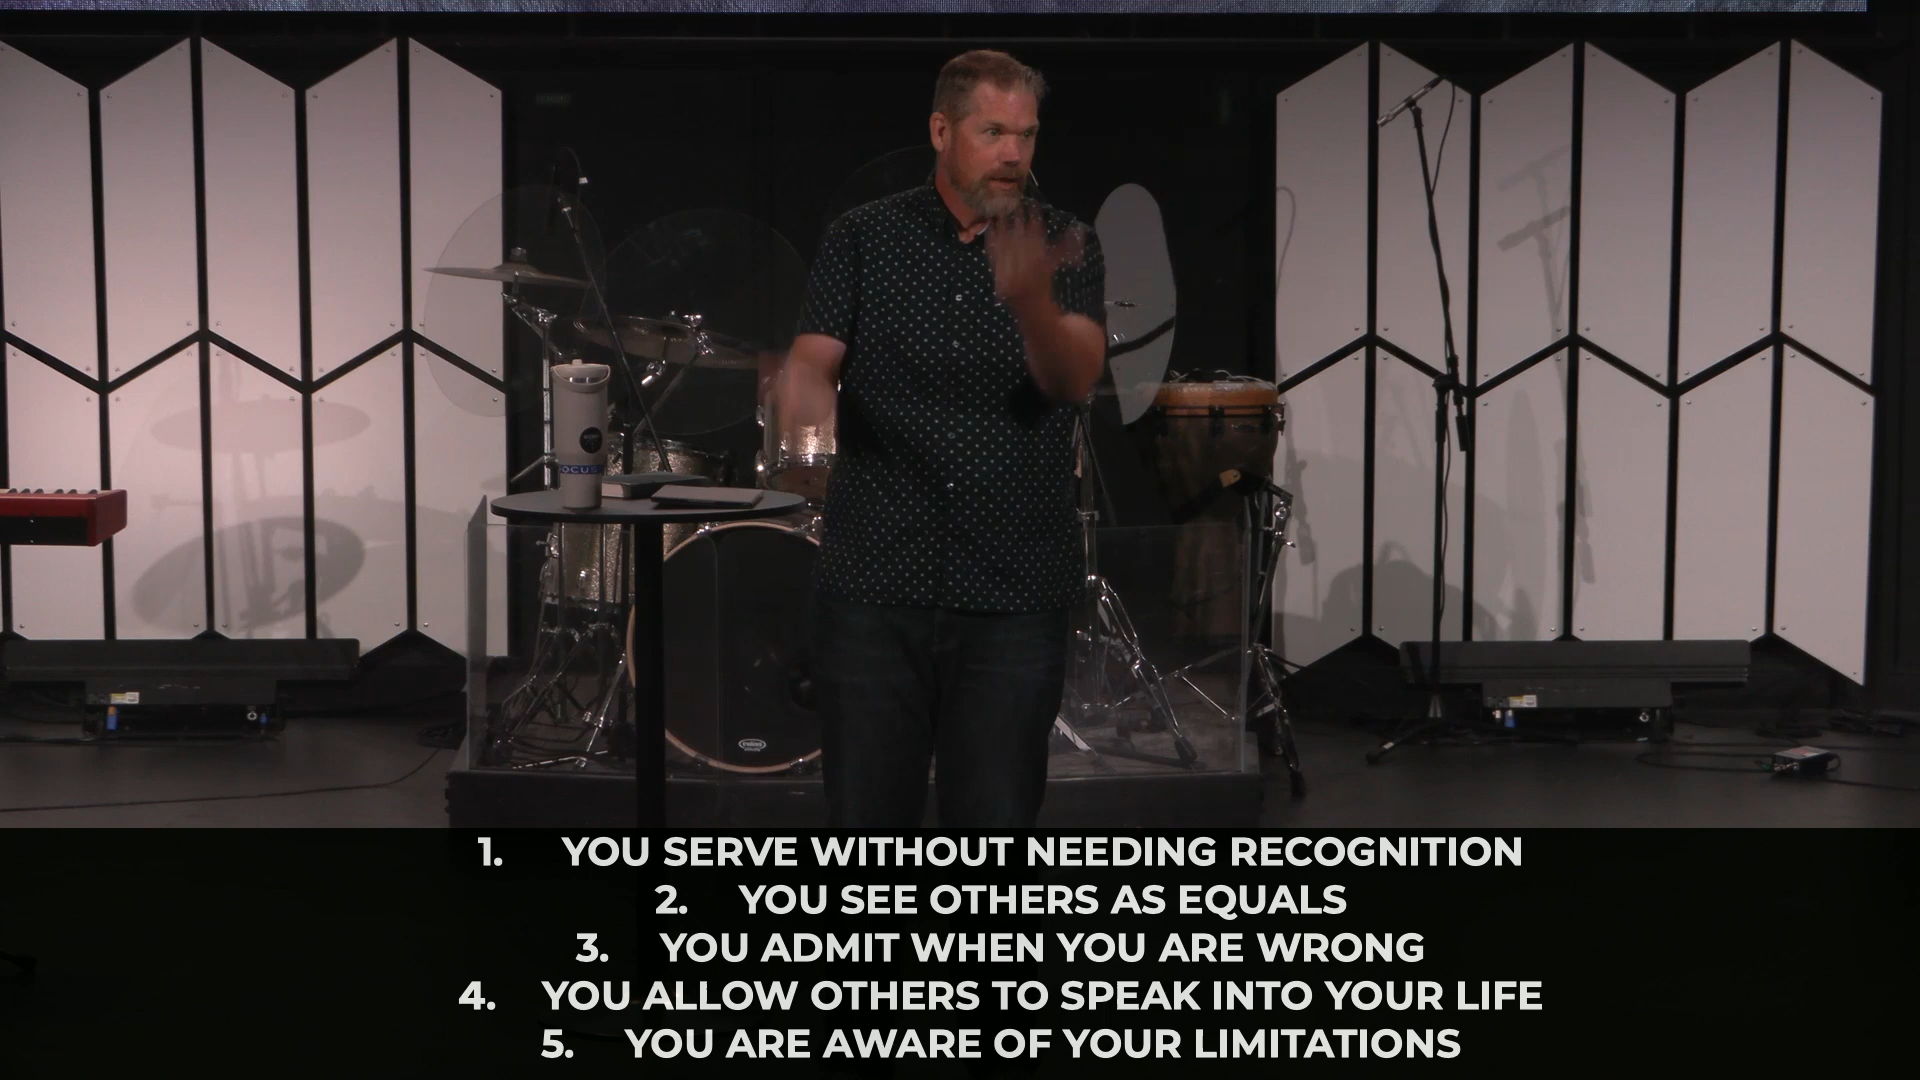 OCUS
1. YOU SERVE WITHOUT NEEDING RECOGNITION
2. YOU SEE OTHERS AS EQUALS
3. YOU ADMIT WHEN YOU ARE WRONG
4. YOU ALLOW OTHERS TO SPEAK INTO YOUR LIFE
5. YOU ARE AWARE OF YOUR LIMITATIONS